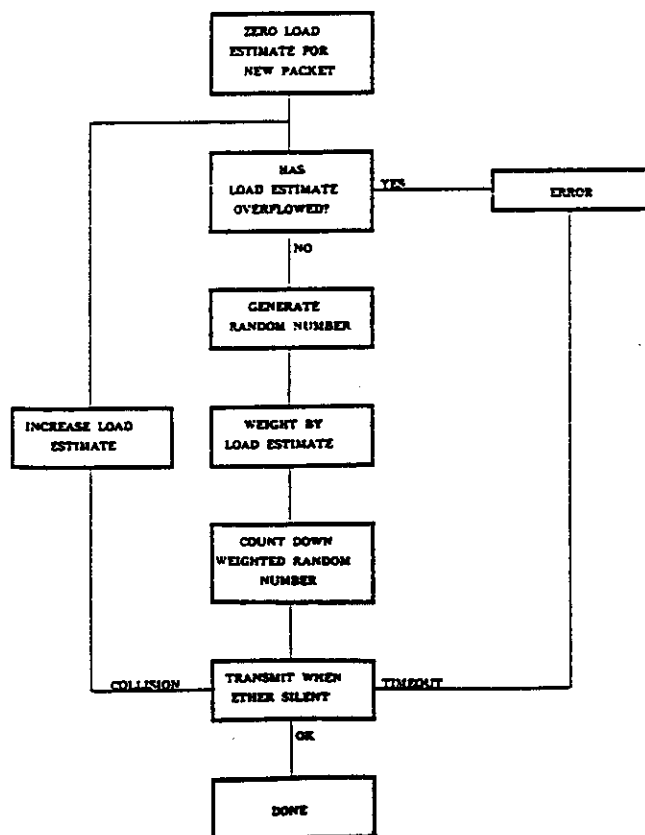 ZERO LOAD
ESTIMATE FOR
NEW PACKET
HAS
LOAD ESTIMATE
OVERFLOWED?
YES
ERROR
NO
GENERATE
RANDOM NUMBER
INCREASE LOAD
ESTIMATE
WEIGHT BY
LOAD ESTIMATE
COUNT DOWN
WEIGHTED RANDOM
NUMBER
COLLISION
TRANSMIT WHEN
ETHER SILENT
TIMEOUT
OK
DONE